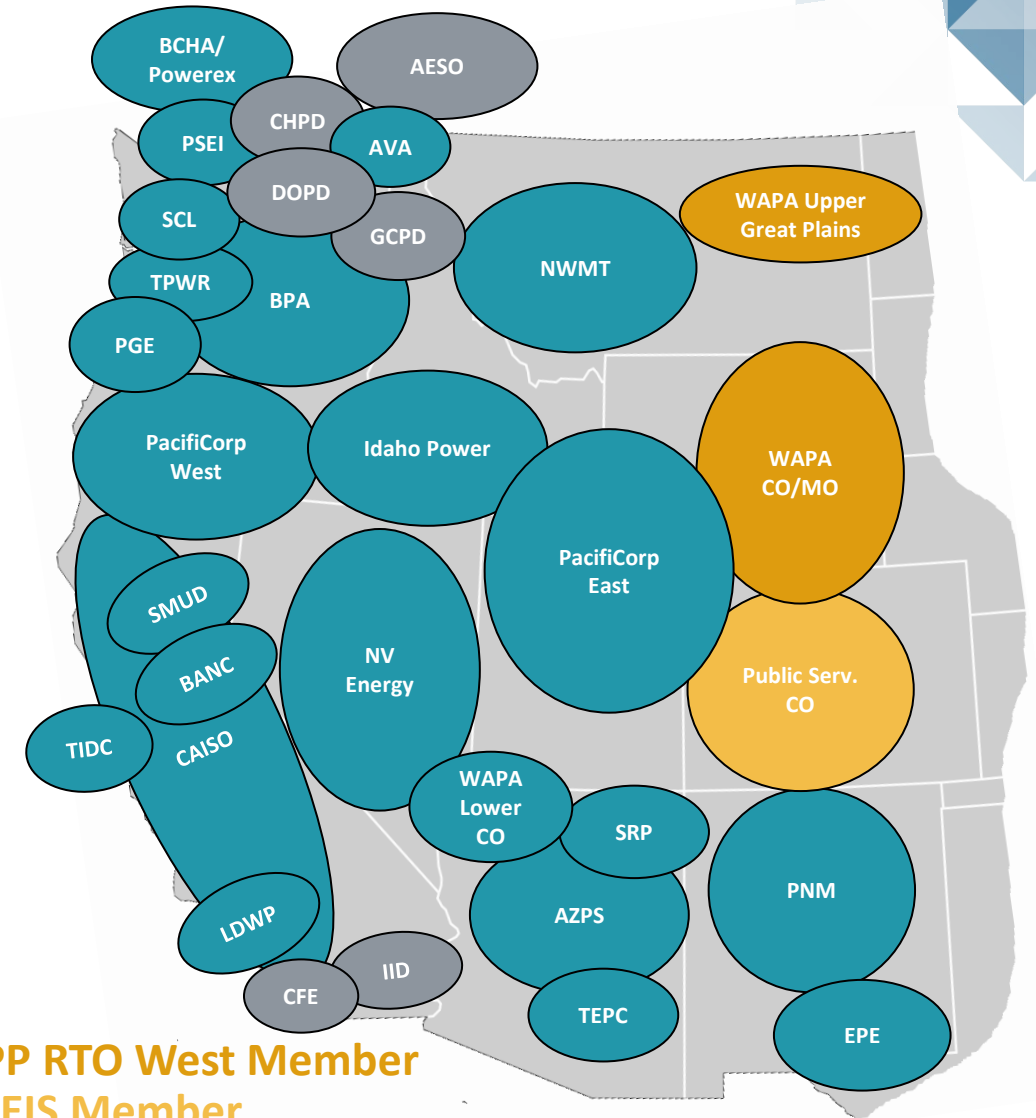 BCHA/
Powerex
AESO
CHPD
PSEI
AVA
DOPD
WAPA Upper
Great Plains
SCL
GCPD
NWMT
TPWR
BPA
PGE
PacifiCorp
West
Idaho Power
WAPA
CO/MO
PacifiCorp
East
SMUD
NV
Energy
BANC
Public Serv.
CO
TIDC
CAISO
WAPA
Lower
CO
SRP
PNM
AZPS
LDWP
IID
CFE
TEPC
EPE
RTO West Member
Member